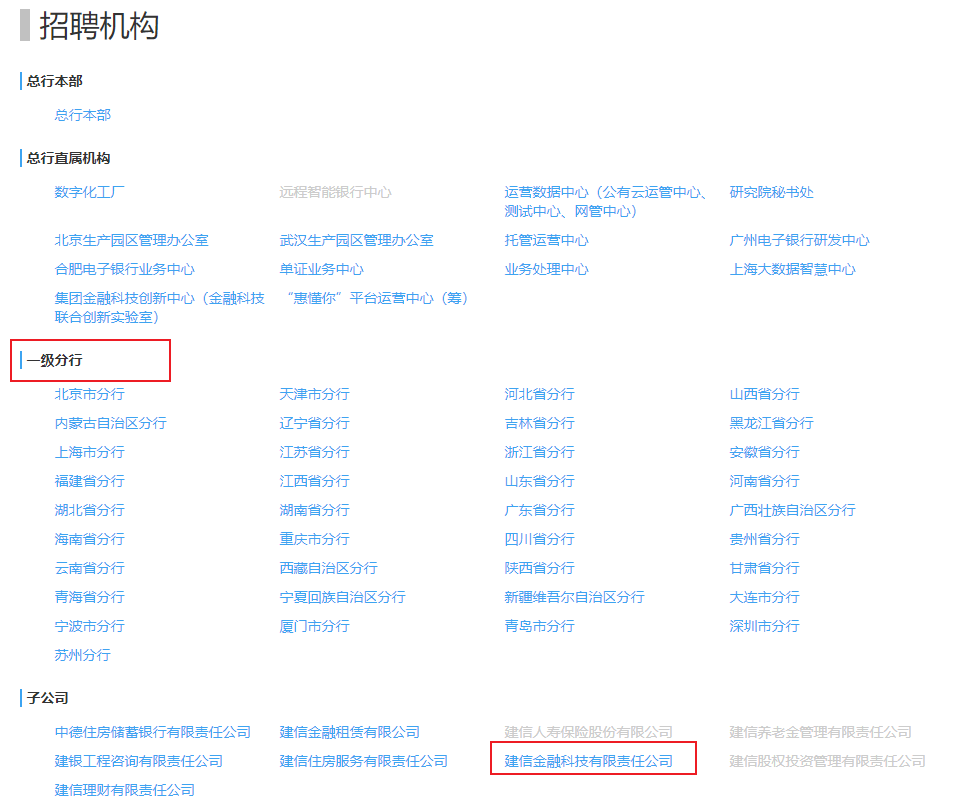 招聘机构
总行本部
总行本部
总行直属机构
数字化工厂 远程智能银行中心 运营数据中心（公有云运管中心、 研究院秘书处
测试中心、网管中心）
北京生产园区管理办公室 武汉生产园区管理办公室 托管运营中心 广州电子银行研发中心
合肥电子银行业务中心 单证业务中心 业务处理中心 上海大数据智慧中心
集团金融科技创新中心（金融科技 “惠懂你”平台运营中心（筹）
联合创新实验室）
一级分行
北京市分行 天津市分行 河北省分行 山西省分行
内蒙古自治区分行 辽宁省分行 吉林省分行 黑龙江省分行
上海市分行 江苏省分行 浙江省分行 安徽省分行
福建省分行 江西省分行 山东省分行 河南省分行
湖北省分行 湖南省分行 广东省分行 广西壮族自治区分行
海南省分行 重庆市分行 四川省分行 贵州省分行
云南省分行 西藏自治区分行 陕西省分行 甘肃省分行
青海省分行 宁夏回族自治区分行 新疆维吾尔自治区分行 大连市分行
宁波市分行 厦门市分行 青岛市分行 深圳市分行
苏州分行
子公司
中德住房储蓄银行有限责任公司 建信金融租赁有限公司 建信人寿保险股份有限公司 建信养老金管理有限责任公司
建银工程咨询有限责任公司 建信住房服务有限责任公司 建信金融科技有限责任公司 建信股权投资管理有限责任公司
建信理财有限责任公司